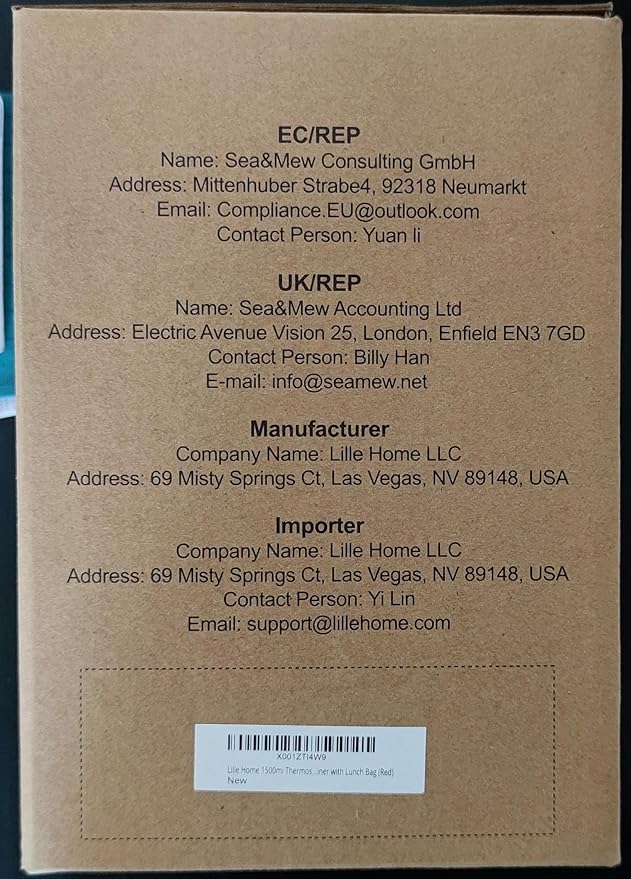 EC/REP
Name: Sea&Mew Consulting GmbH
Address: Mittenhuber Strabe4, 92318 Neumarkt
Email: Compliance.EU@outlook.com
Contact Person: Yuan li
UK/REP
Name: Sea&Mew Accounting Ltd
Address: Electric Avenue Vision 25, London, Enfield EN3 7GD
Contact Person: Billy Han
E-mail: info@seamew.net
Manufacturer
Company Name: Lille Home LLC
Address: 69 Misty Springs Ct, Las Vegas, NV 89148, USA
Importer
Company Name: Lille Home LLC
Address: 69 Misty Springs Ct, Las Vegas, NV 89148, USA
Contact Person: Yi Lin
Email: support@lillehome.com
X001ZTI4W9
Lille Home 1500ml Thermos...iner with Lunch Bag (Red)
New